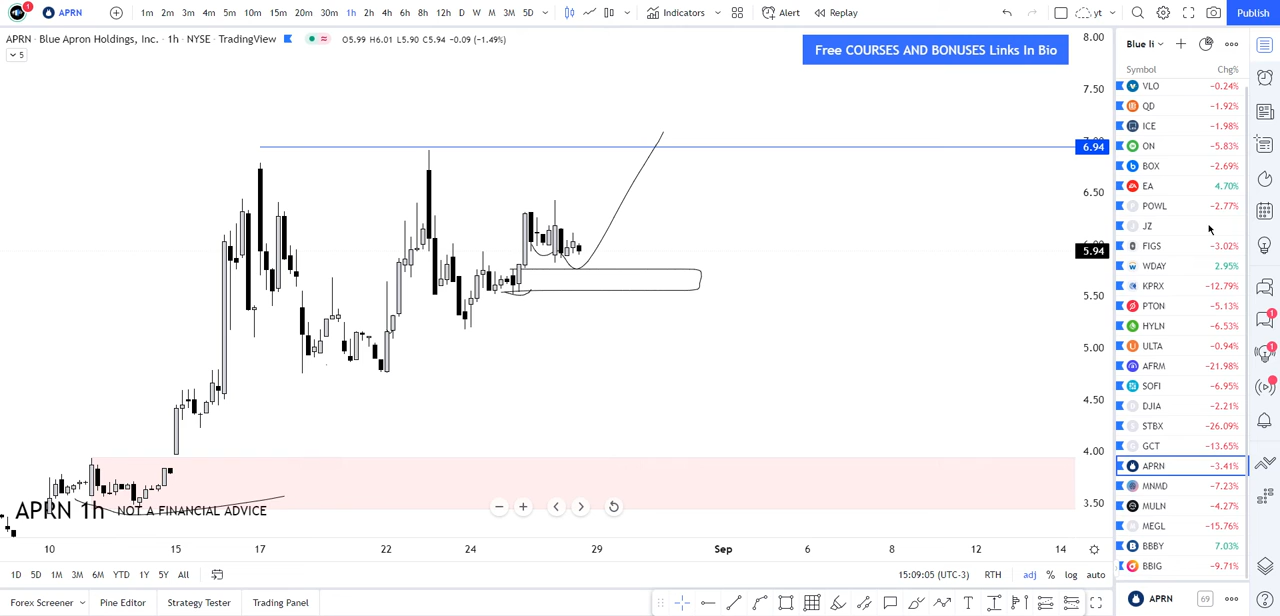 APRN 1m 2m 3m 4m 5m 10m 15m 20m 30m 1h 2h 4h 6h 8h 12h D W M 3M 5D Indicators Alert Replay yt Publish
APRN · Blue Apron Holdings, Inc. · 1h · NYSE · TradingView O5.99 H6.01 L5.90 C5.94 −0.09 (−1.49%)
5
Free COURSES AND BONUSES Links In Bio
8.00
7.50
6.94
6.50
5.94
5.50
5.00
4.50
4.00
3.50
Blue li
Symbol Chg%
VLO −0.24%
QD −1.92%
ICE −1.98%
ON −5.83%
BOX −2.69%
EA 4.70%
POWL −2.77%
JZ
FIGS −3.02%
WDAY 2.95%
KPRX −12.79%
PTON −5.13%
HYLN −6.53%
ULTA −0.94%
AFRM −21.98%
SOFI −6.95%
DJIA −2.21%
STBX −26.09%
GCT −13.65%
APRN −3.41%
MNMD −7.23%
MULN −4.27%
MEGL −15.76%
BBBY 7.03%
BBIG −9.71%
APRN 69
APRN 1h NOT A FINANCIAL ADVICE
10 15 17 22 24 29 Sep 6 8 12 14
1D 5D 1M 3M 6M YTD 1Y 5Y All 15:09:05 (UTC-3) RTH adj % log auto
Forex Screener Pine Editor Strategy Tester Trading Panel